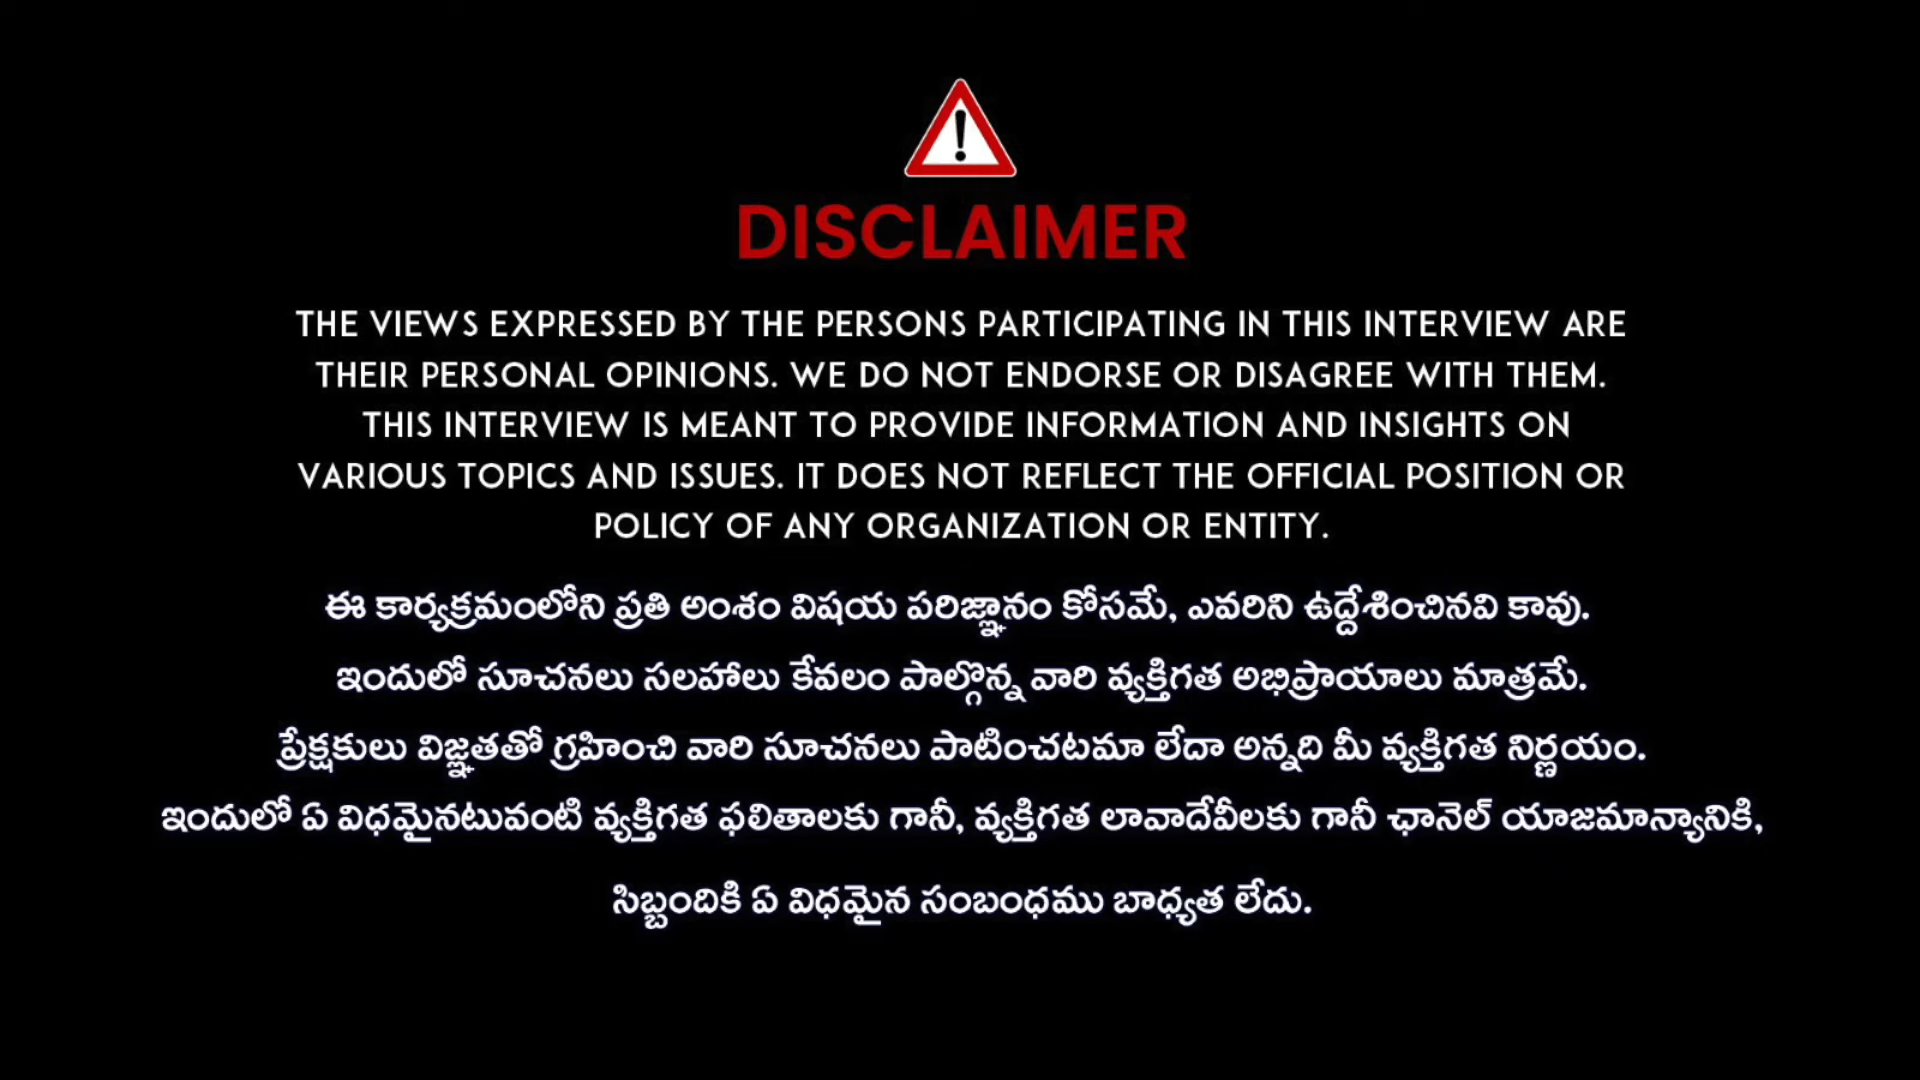 DISCLAIMER
THE VIEWS EXPRESSED BY THE PERSONS PARTICIPATING IN THIS INTERVIEW ARE
THEIR PERSONAL OPINIONS. WE DO NOT ENDORSE OR DISAGREE WITH THEM.
THIS INTERVIEW IS MEANT TO PROVIDE INFORMATION AND INSIGHTS ON
VARIOUS TOPICS AND ISSUES. IT DOES NOT REFLECT THE OFFICIAL POSITION OR
POLICY OF ANY ORGANIZATION OR ENTITY.
ఈ కార్యక్రమంలోని ప్రతి అంశం విషయ పరిజ్ఞానం కోసమే, ఎవరిని ఉద్దేశించినవి కావు.
ఇందులో సూచనలు సలహాలు కేవలం పాల్గొన్న వారి వ్యక్తిగత అభిప్రాయాలు మాత్రమే.
ప్రేక్షకులు విజ్ఞతతో గ్రహించి వారి సూచనలు పాటించటమా లేదా అన్నది మీ వ్యక్తిగత నిర్ణయం.
ఇందులో ఏ విధమైనటువంటి వ్యక్తిగత ఫలితాలకు గానీ, వ్యక్తిగత లావాదేవీలకు గానీ ఛానెల్ యాజమాన్యానికి,
సిబ్బందికి ఏ విధమైన సంబంధము బాధ్యత లేదు.